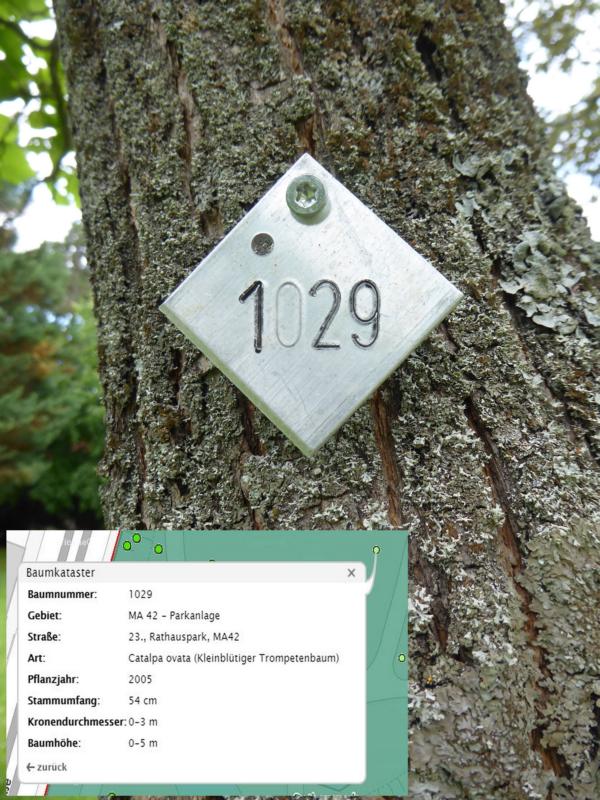 1029
Baumkataster
Baumnummer: 1029
Gebiet: MA 42 - Parkanlage
Straße: 23., Rathauspark, MA42
Art: Catalpa ovata (Kleinblütiger Trompetenbaum)
Pflanzjahr: 2005
Stammumfang: 54 cm
Kronendurchmesser: 0-3 m
Baumhöhe: 0-5 m
zurück